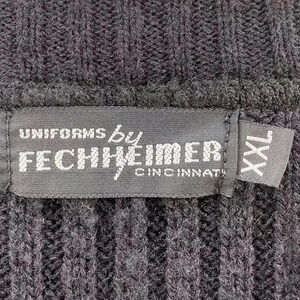 UNIFORMS by
FECHHEIMER
CINCINNATI
XXL